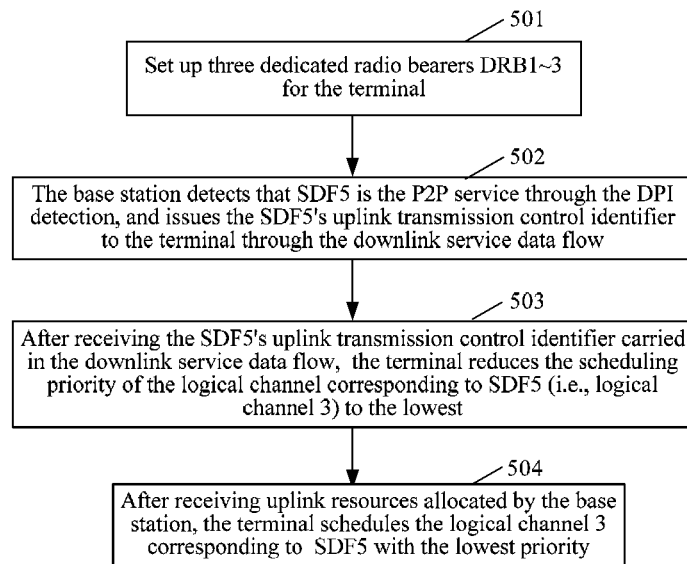 501
Set up three dedicated radio bearers DRB1~3
for the terminal
502
The base station detects that SDF5 is the P2P service through the DPI
detection, and issues the SDF5's uplink transmission control identifier
to the terminal through the downlink service data flow
503
After receiving the SDF5's uplink transmission control identifier carried
in the downlink service data flow, the terminal reduces the scheduling
priority of the logical channel corresponding to SDF5 (i.e., logical
channel 3) to the lowest
504
After receiving uplink resources allocated by the base
station, the terminal schedules the logical channel 3
corresponding to SDF5 with the lowest priority